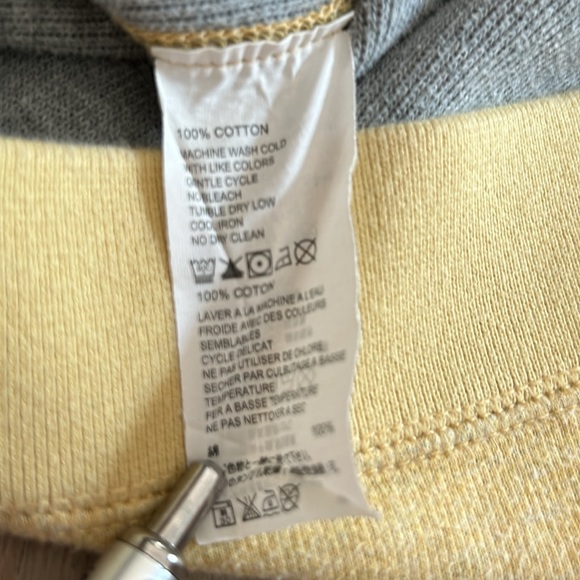 100% COTTON
MACHINE WASH COLD
WITH LIKE COLORS
GENTLE CYCLE
NO BLEACH
TUMBLE DRY LOW
COOL IRON
NO DRY CLEAN
100% COTON
LAVER A LA MACHINE A L'EAU
FROIDE AVEC DES COULEURS
SEMBLABLES
CYCLE DELICAT
NE PAS UTILISER DE CHLORE
SECHER PAR CULBUTAGE A BASSE
TEMPERATURE
FER A BASSE TEMPERATURE
NE PAS NETTOYER A SEC
綿 100%